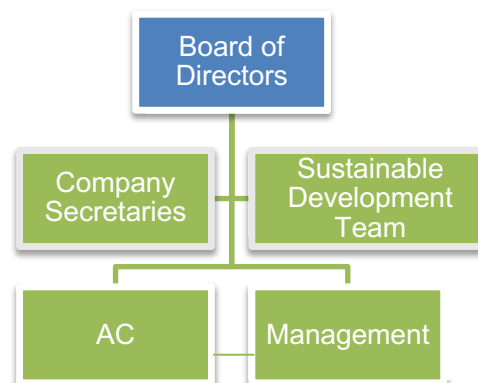 Board of
Directors
Company
Secretaries
Sustainable
Development
Team
AC
Management